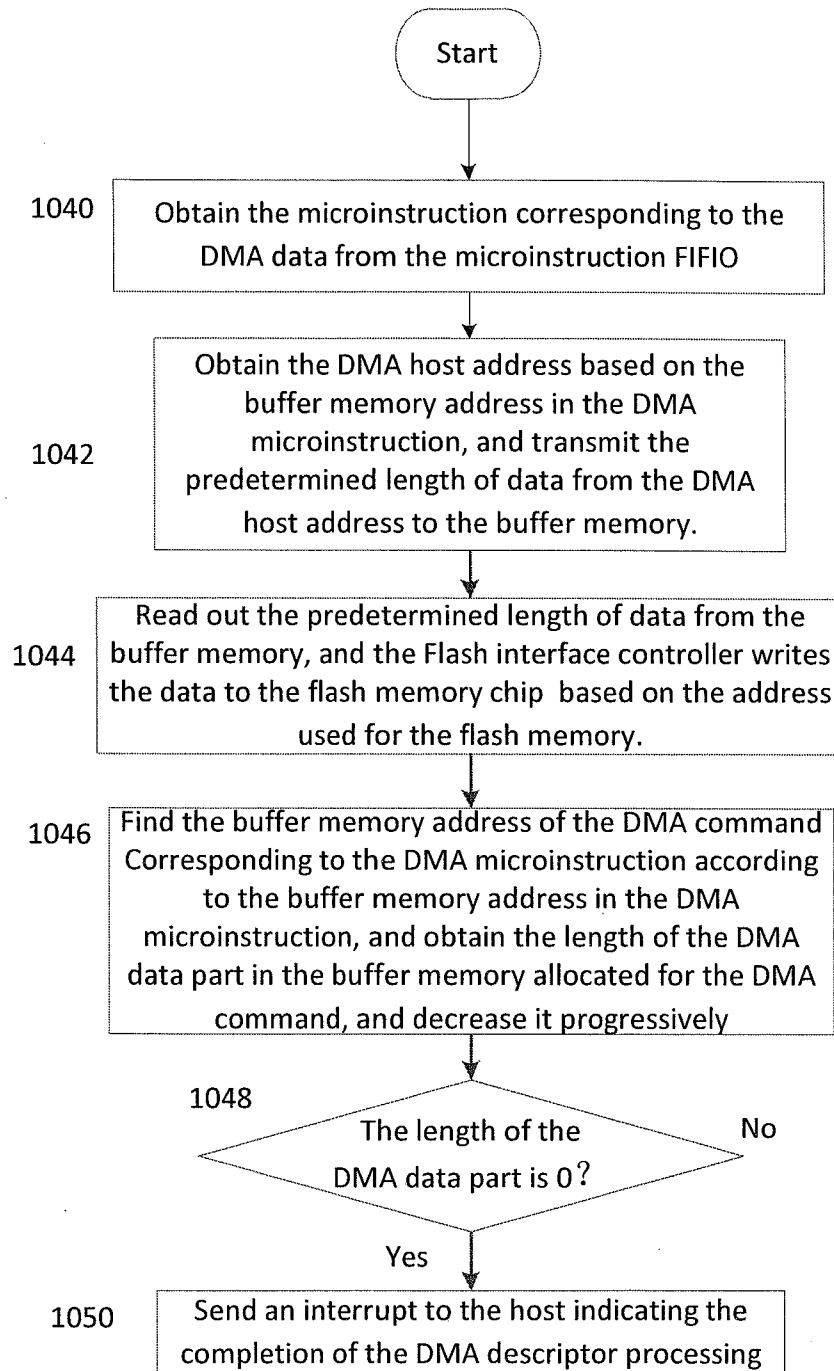 Start
1040
Obtain the microinstruction corresponding to the
DMA data from the microinstruction FIFIO
1042
Obtain the DMA host address based on the
buffer memory address in the DMA
microinstruction, and transmit the
predetermined length of data from the DMA
host address to the buffer memory.
1044
Read out the predetermined length of data from the
buffer memory, and the Flash interface controller writes
the data to the flash memory chip based on the address
used for the flash memory.
1046
Find the buffer memory address of the DMA command
Corresponding to the DMA microinstruction according
to the buffer memory address in the DMA
microinstruction, and obtain the length of the DMA
data part in the buffer memory allocated for the DMA
command, and decrease it progressively
1048
The length of the
DMA data part is 0?
No
Yes
1050
Send an interrupt to the host indicating the
completion of the DMA descriptor processing